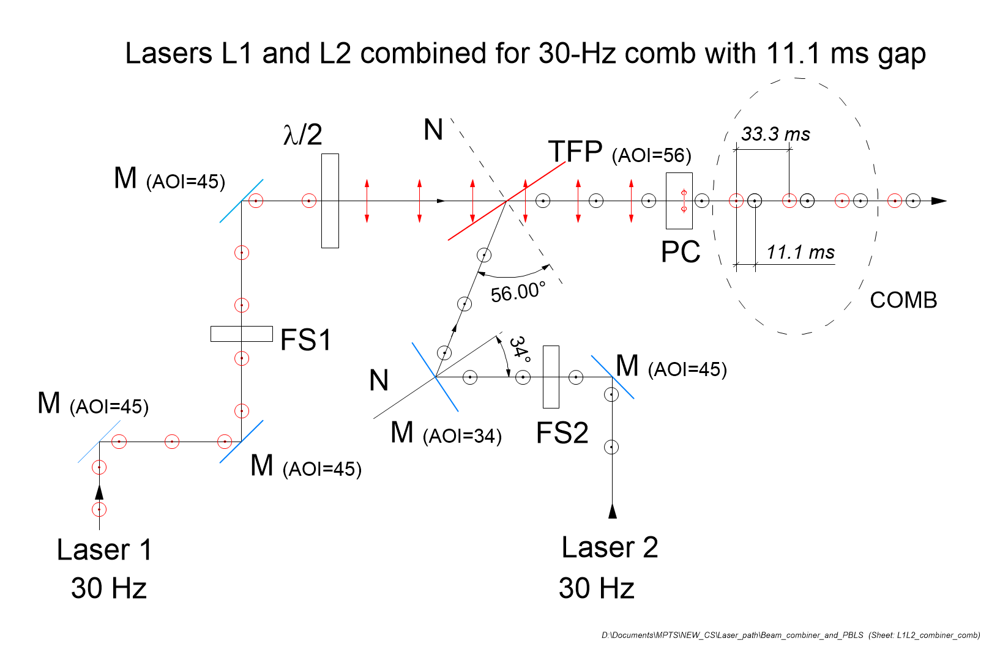 Lasers L1 and L2 combined for 30-Hz comb with 11.1 ms gap
λ/2
N
TFP (AOI=56)
33.3 ms
M (AOI=45)
PC
11.1 ms
56.00°
COMB
FS1
34°
N
M (AOI=45)
M (AOI=45)
M (AOI=34)
FS2
M (AOI=45)
Laser 1
30 Hz
Laser 2
30 Hz
D:\Documents\MPTS\NEW_CS\Laser_path\Beam_combiner_and_PBLS (Sheet: L1L2_combiner_comb)